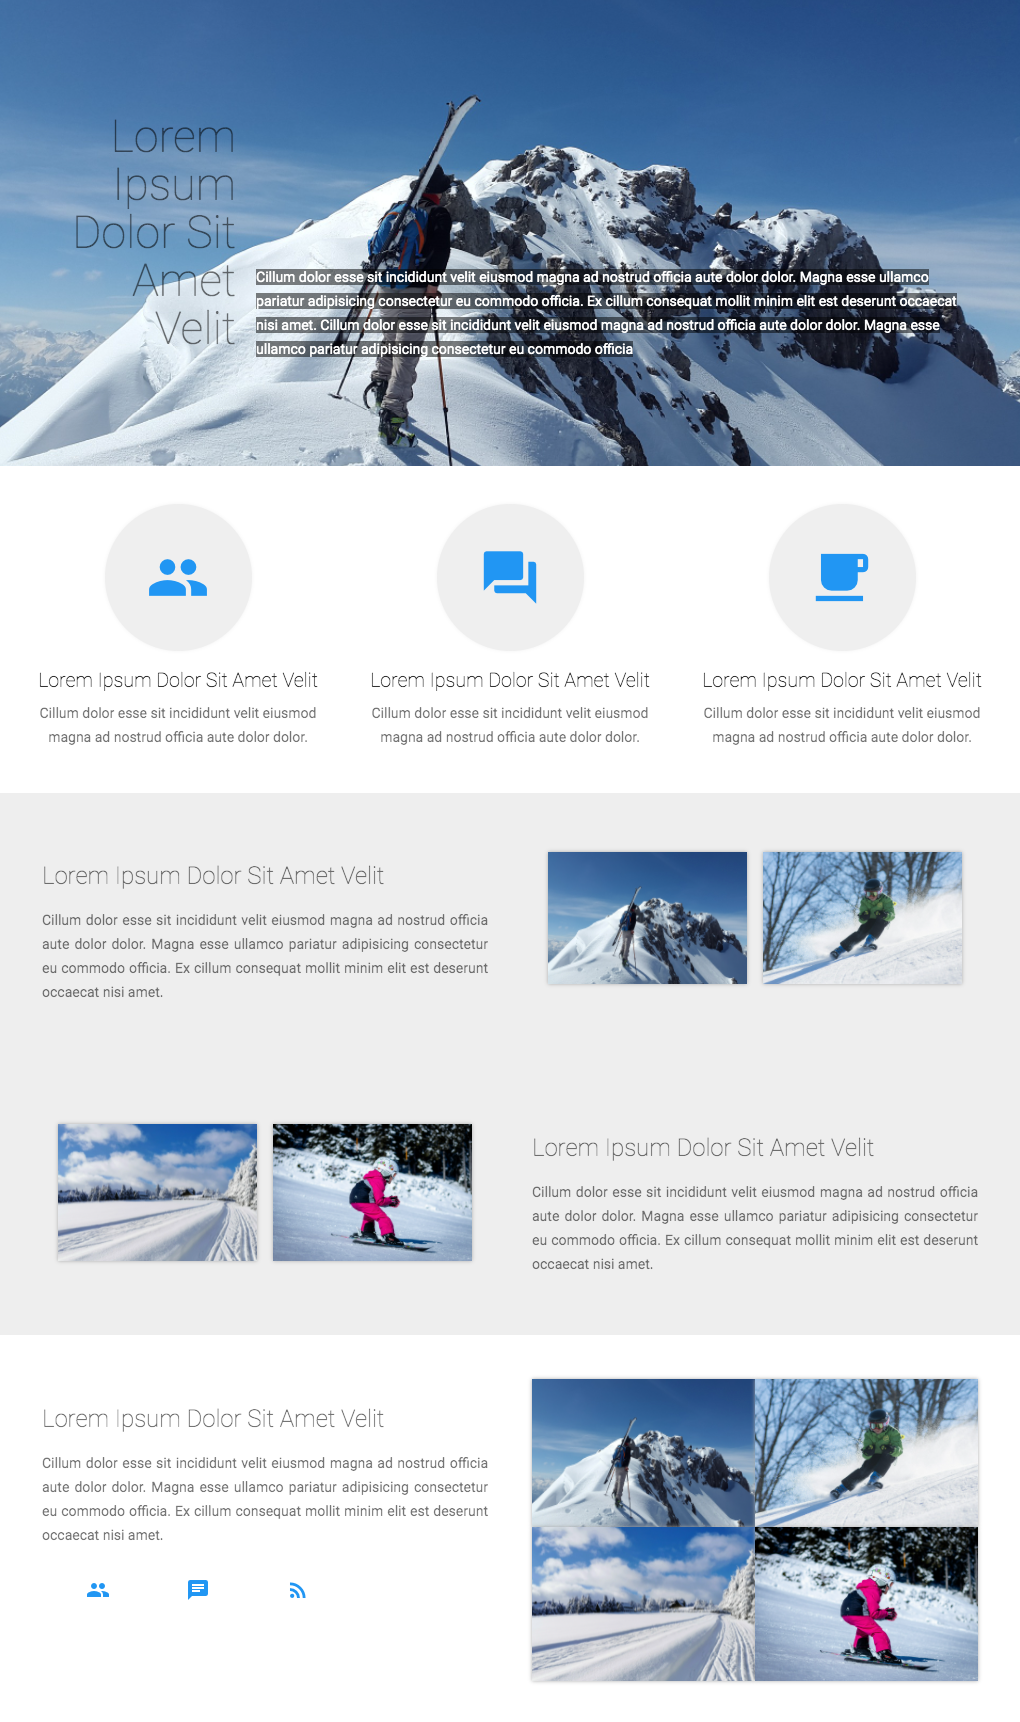 Lorem
Ipsum
Dolor Sit
Amet
Velit
Cillum dolor esse sit incididunt velit eiusmod magna ad nostrud officia aute dolor dolor. Magna esse ullamco
pariatur adipisicing consectetur eu commodo officia. Ex cillum consequat mollit minim elit est deserunt occaecat
nisi amet. Cillum dolor esse sit incididunt velit eiusmod magna ad nostrud officia aute dolor dolor. Magna esse
ullamco pariatur adipisicing consectetur eu commodo officia
Lorem Ipsum Dolor Sit Amet Velit
Cillum dolor esse sit incididunt velit eiusmod
magna ad nostrud officia aute dolor dolor.
Lorem Ipsum Dolor Sit Amet Velit
Cillum dolor esse sit incididunt velit eiusmod
magna ad nostrud officia aute dolor dolor.
Lorem Ipsum Dolor Sit Amet Velit
Cillum dolor esse sit incididunt velit eiusmod
magna ad nostrud officia aute dolor dolor.
Lorem Ipsum Dolor Sit Amet Velit
Cillum dolor esse sit incididunt velit eiusmod magna ad nostrud officia
aute dolor dolor. Magna esse ullamco pariatur adipisicing consectetur
eu commodo officia. Ex cillum consequat mollit minim elit est deserunt
occaecat nisi amet.
Lorem Ipsum Dolor Sit Amet Velit
Cillum dolor esse sit incididunt velit eiusmod magna ad nostrud officia
aute dolor dolor. Magna esse ullamco pariatur adipisicing consectetur
eu commodo officia. Ex cillum consequat mollit minim elit est deserunt
occaecat nisi amet.
Lorem Ipsum Dolor Sit Amet Velit
Cillum dolor esse sit incididunt velit eiusmod magna ad nostrud officia
aute dolor dolor. Magna esse ullamco pariatur adipisicing consectetur
eu commodo officia. Ex cillum consequat mollit minim elit est deserunt
occaecat nisi amet.